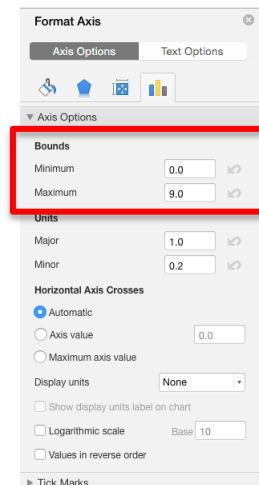 Format Axis
Axis Options Text Options
Axis Options
Bounds
Minimum 0.0
Maximum 9.0
Units
Major 1.0
Minor 0.2
Horizontal Axis Crosses
Automatic
Axis value 0.0
Maximum axis value
Display units None
Show display units label on chart
Logarithmic scale Base 10
Values in reverse order
Tick Marks